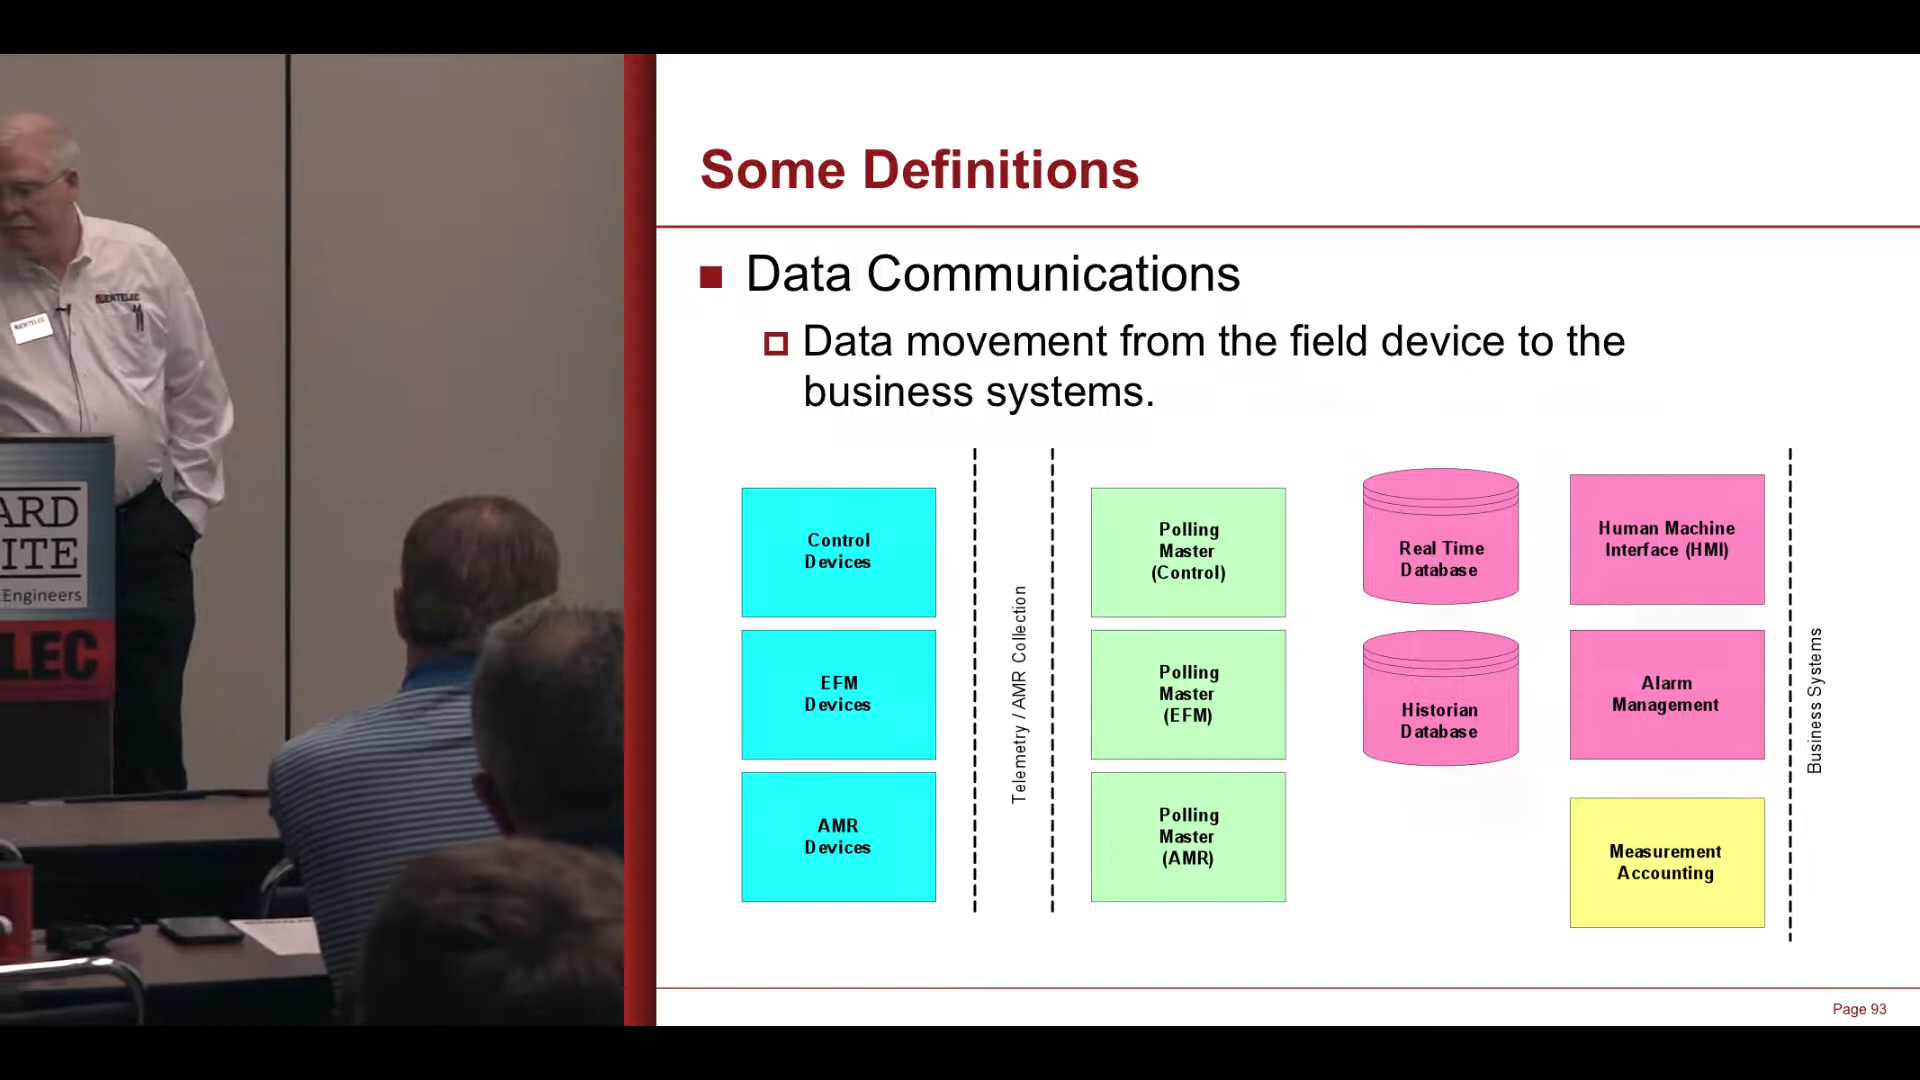 Some Definitions
Data Communications
Data movement from the field device to the
business systems.
Control
Devices
EFM
Devices
AMR
Devices
Telemetry / AMR Collection
Polling
Master
(Control)
Polling
Master
(EFM)
Polling
Master
(AMR)
Real Time
Database
Historian
Database
Human Machine
Interface (HMI)
Alarm
Management
Measurement
Accounting
Business Systems
Page 93
ENTELEC
ARD
ITE
Engineers
LEC